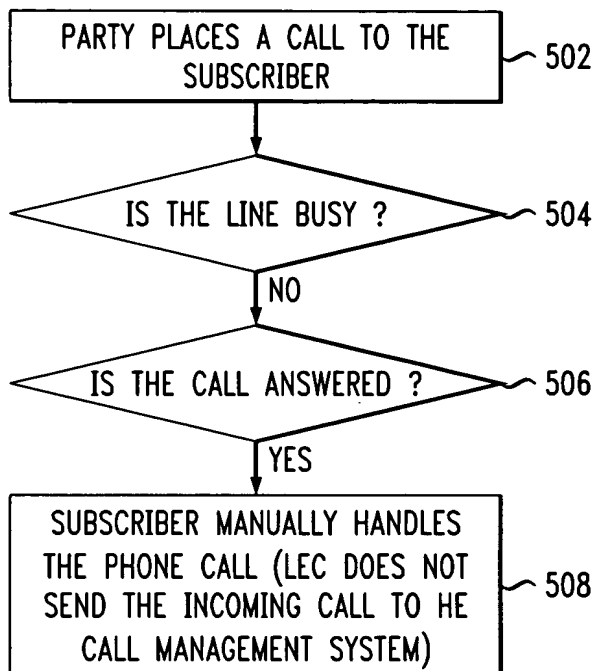 PARTY PLACES A CALL TO THE
SUBSCRIBER
502
IS THE LINE BUSY ?
504
NO
IS THE CALL ANSWERED ?
506
YES
SUBSCRIBER MANUALLY HANDLES
THE PHONE CALL (LEC DOES NOT
SEND THE INCOMING CALL TO HE
CALL MANAGEMENT SYSTEM)
508